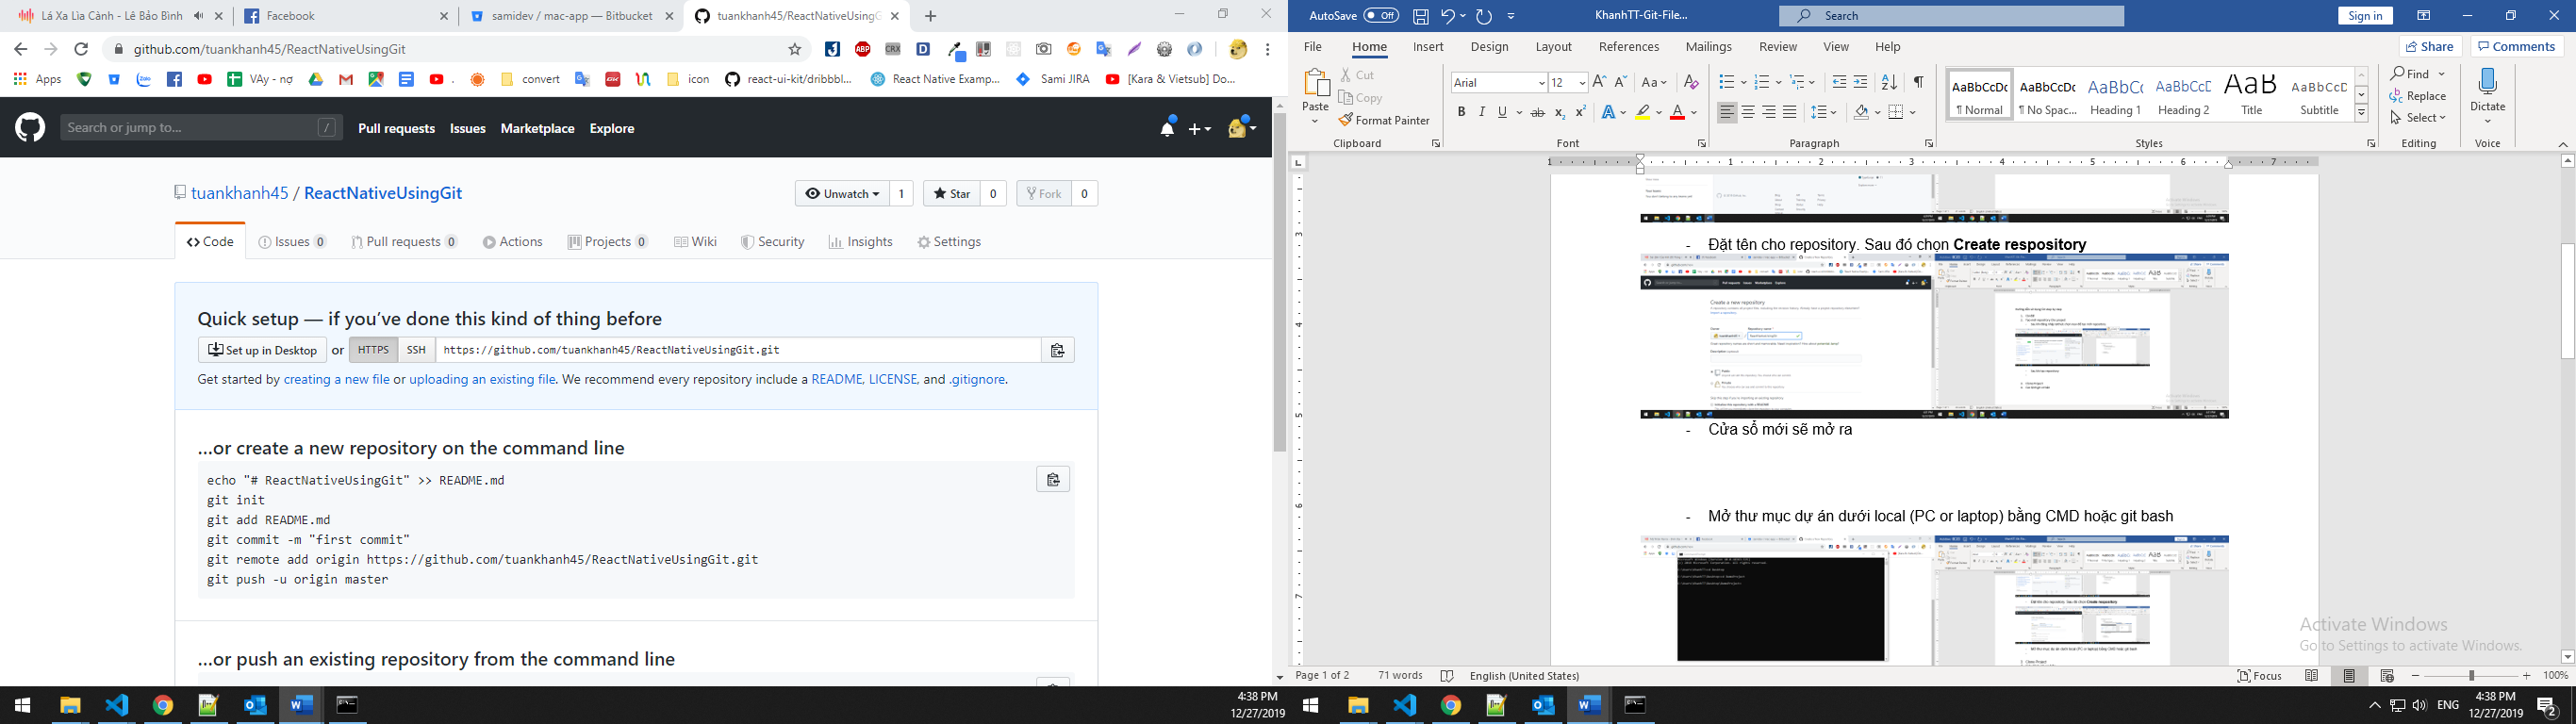 Lá Xa Lìa Cành - Lê Bảo Bình
Facebook
samidev / mac-app — Bitbucket
tuankhanh45/ReactNativeUsingG
github.com/tuankhanh45/ReactNativeUsingGit
Apps
VAy - nợ
convert
icon
react-ui-kit/dribbbl...
React Native Examp...
Sami JIRA
[Kara & Vietsub] Do...
Search or jump to...
/
Pull requests
Issues
Marketplace
Explore
tuankhanh45 / ReactNativeUsingGit
Unwatch 1
Star 0
Fork 0
Code
Issues 0
Pull requests 0
Actions
Projects 0
Wiki
Security
Insights
Settings
Quick setup — if you’ve done this kind of thing before
Set up in Desktop or HTTPS SSH https://github.com/tuankhanh45/ReactNativeUsingGit.git
Get started by creating a new file or uploading an existing file. We recommend every repository include a README, LICENSE, and .gitignore.
…or create a new repository on the command line
echo "# ReactNativeUsingGit" >> README.md
git init
git add README.md
git commit -m "first commit"
git remote add origin https://github.com/tuankhanh45/ReactNativeUsingGit.git
git push -u origin master
…or push an existing repository from the command line
4:38 PM
12/27/2019
AutoSave Off
KhanhTT-Git-File...
Search
Sign in
File Home Insert Design Layout References Mailings Review View Help
Share
Comments
Paste
Cut
Copy
Format Painter
Clipboard
Arial 12
Font
Paragraph
AaBbCcDc AaBbCcDc AaBbC AaBbCcD AaB AaBbCcD
¶ Normal ¶ No Spac... Heading 1 Heading 2 Title Subtitle
Styles
Find
Replace
Select
Editing
Dictate
Voice
- Đặt tên cho repository. Sau đó chọn Create respository
Create a new repository
- Cửa sổ mới sẽ mở ra
- Mở thư mục dự án dưới local (PC or laptop) bằng CMD hoặc git bash
Activate Windows
Go to Settings to activate Windows.
Page 1 of 2
71 words
English (United States)
Focus
100%
ENG
4:38 PM
12/27/2019
2